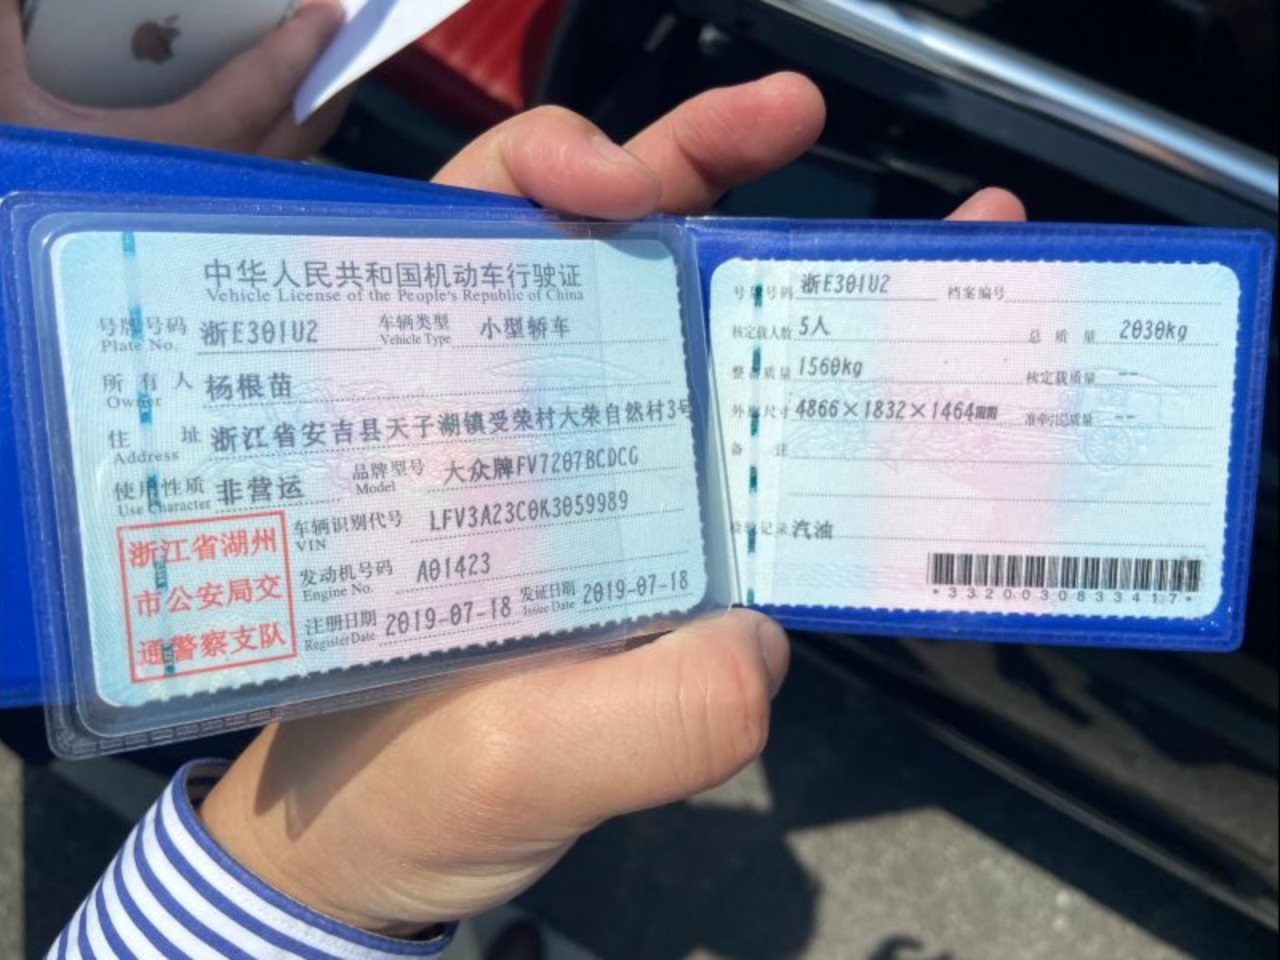 中华人民共和国机动车行驶证
Vehicle License of the People's Republic of China
号牌号码 浙E301U2 车辆类型 小型轿车
Plate No. Vehicle Type
所有人 杨根苗
Owner
住址 浙江省安吉县天子湖镇受荣村大荣自然村3号
Address
使用性质 非营运 品牌型号 大众牌FV7207BCDCG
Use Character Model
浙江省湖州
市公安局交
通警察支队
车辆识别代号 LFV3A23C0K3059989
VIN
发动机号码 A01423
Engine No.
注册日期 2019-07-18 发证日期 2019-07-18
Register Date Issue Date
号牌号码 浙E301U2 档案编号
核定载人数 5人 总质量 2030kg
整备质量 1560kg 核定载质量 --
外廓尺寸 4866×1832×1464mm 准牵引总质量 --
备注
检验记录 汽油
*3320030833417*